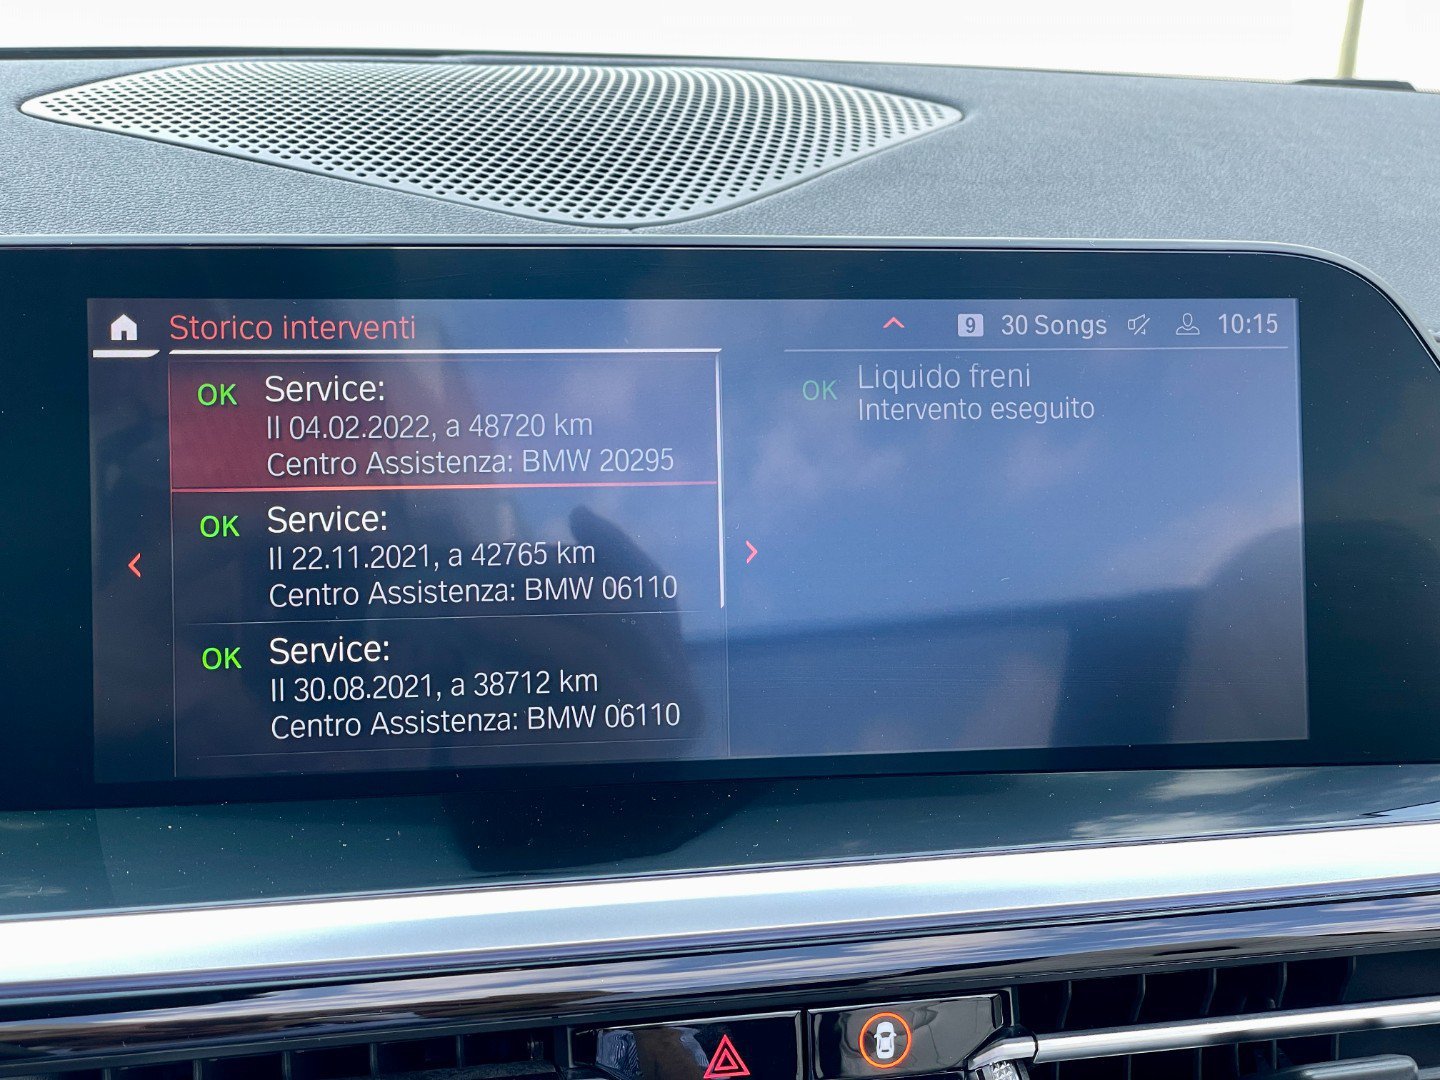 Storico interventi
9 30 Songs 10:15
OK Service:
Il 04.02.2022, a 48720 km
Centro Assistenza: BMW 20295
OK Service:
Il 22.11.2021, a 42765 km
Centro Assistenza: BMW 06110
OK Service:
Il 30.08.2021, a 38712 km
Centro Assistenza: BMW 06110
OK Liquido freni
Intervento eseguito